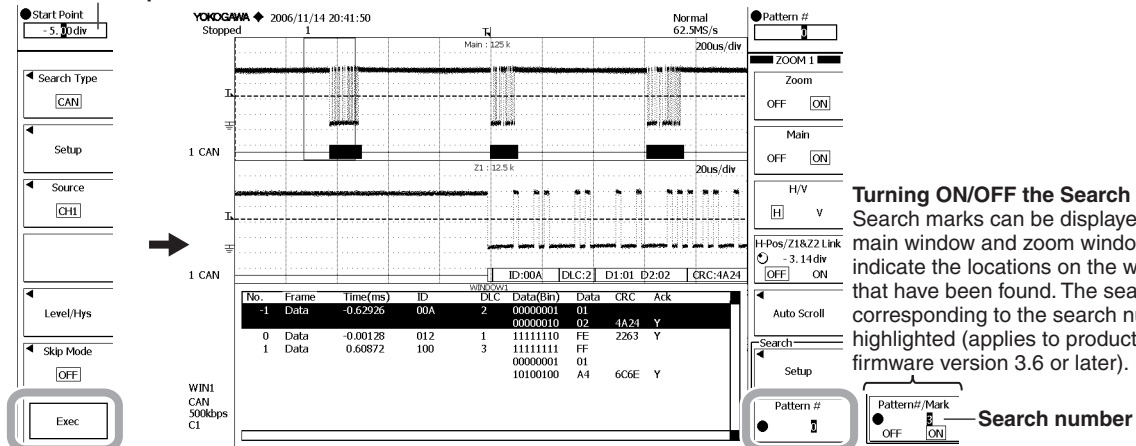 Start Point
-5.00div
Search Type
CAN
Setup
Source
CH1
Level/Hys
Skip Mode
OFF
Exec
YOKOGAWA ◆ 2006/11/14 20:41:50
Stopped 1
Normal
62.5MS/s
Main : 125 k
200us/div
T
1 CAN
Z1 : 12.5 k
20us/div
T
1 CAN
ID:00A DLC:2 D1:01 D2:02 CRC:4A24
WINDOW1
No. Frame Time(ms) ID DLC Data(Bin) Data CRC Ack
-1 Data -0.62926 00A 2 00000001 01
00000010 02 4A24 Y
0 Data -0.00128 012 1 11111110 FE 2263 Y
1 Data 0.60872 100 3 11111111 FF
00000001 01
10100100 A4 6C6E Y
WIN1
CAN
500kbps
C1
Pattern #
0
ZOOM 1
Zoom
OFF ON
Main
OFF ON
H/V
H V
H-Pos/Z1&Z2 Link
-3.14div
OFF ON
Auto Scroll
Search
Setup
Pattern #
0
Turning ON/OFF the Search
Search marks can be displaye
main window and zoom windo
indicate the locations on the w
that have been found. The sea
corresponding to the search nu
highlighted (applies to product
firmware version 3.6 or later).
Pattern#/Mark
3
OFF ON
Search number